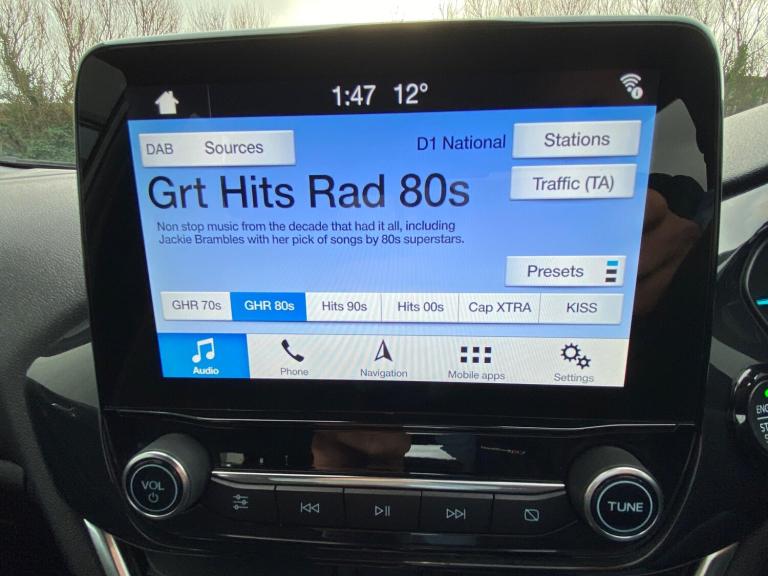 1:47 12°
DAB Sources
D1 National
Stations
Grt Hits Rad 80s
Traffic (TA)
Non stop music from the decade that had it all, including
Jackie Brambles with her pick of songs by 80s superstars.
Presets
GHR 70s GHR 80s Hits 90s Hits 00s Cap XTRA KISS
Audio Phone Navigation Mobile apps Settings
VOL
TUNE